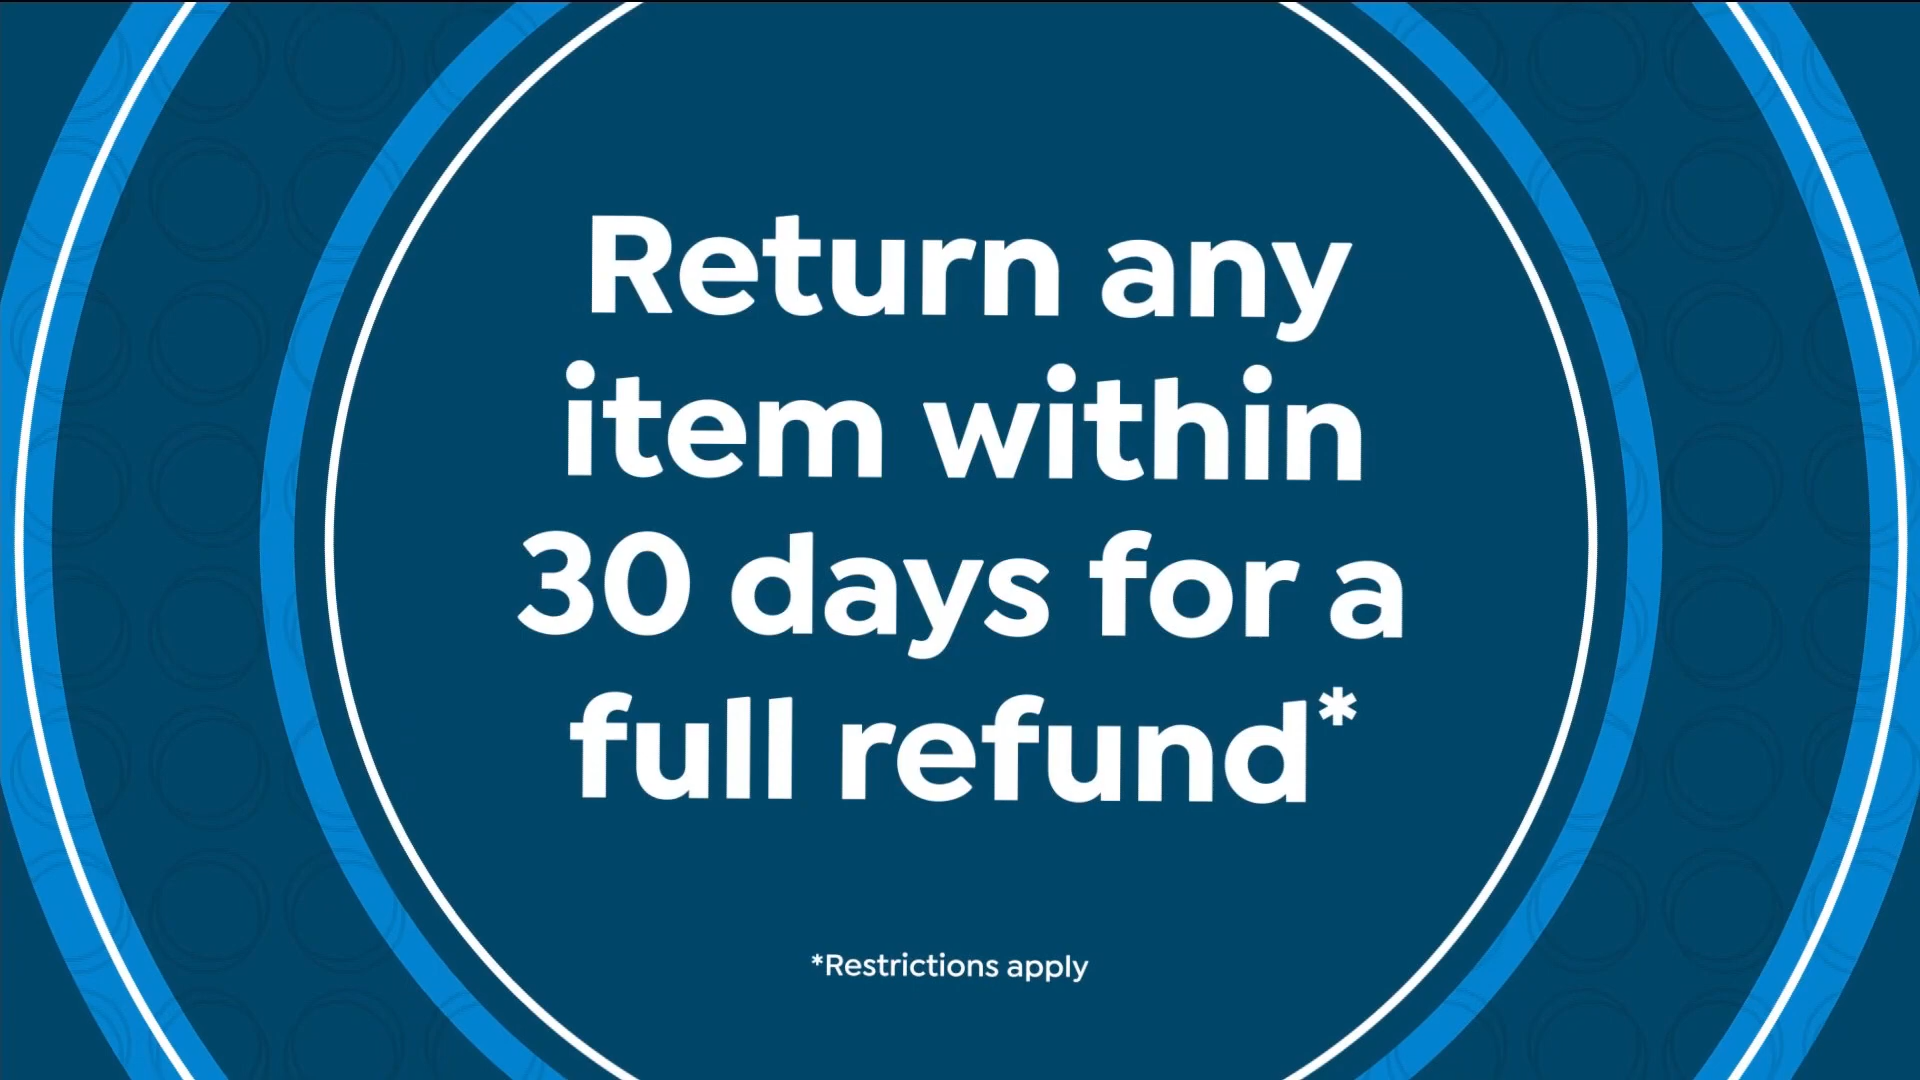 Return any
item within
30 days for a
full refund*
*Restrictions apply